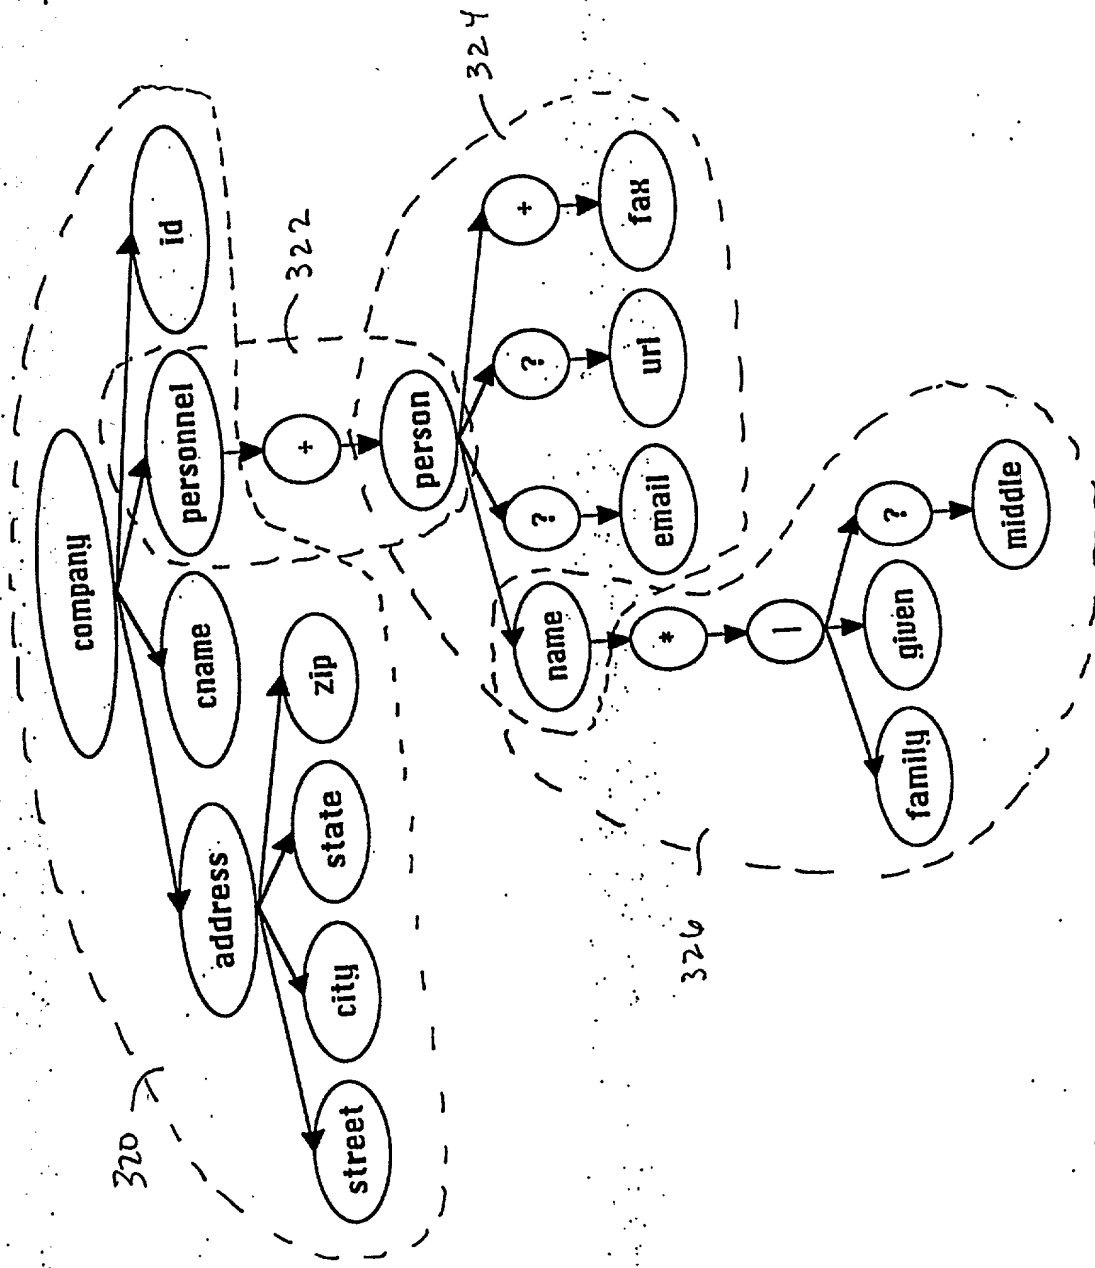 company
320
address
cname
personnel
id
street
city
state
zip
+
322
person
324
name
?
?
+
email
url
fax
326
*
|
family
given
?
middle